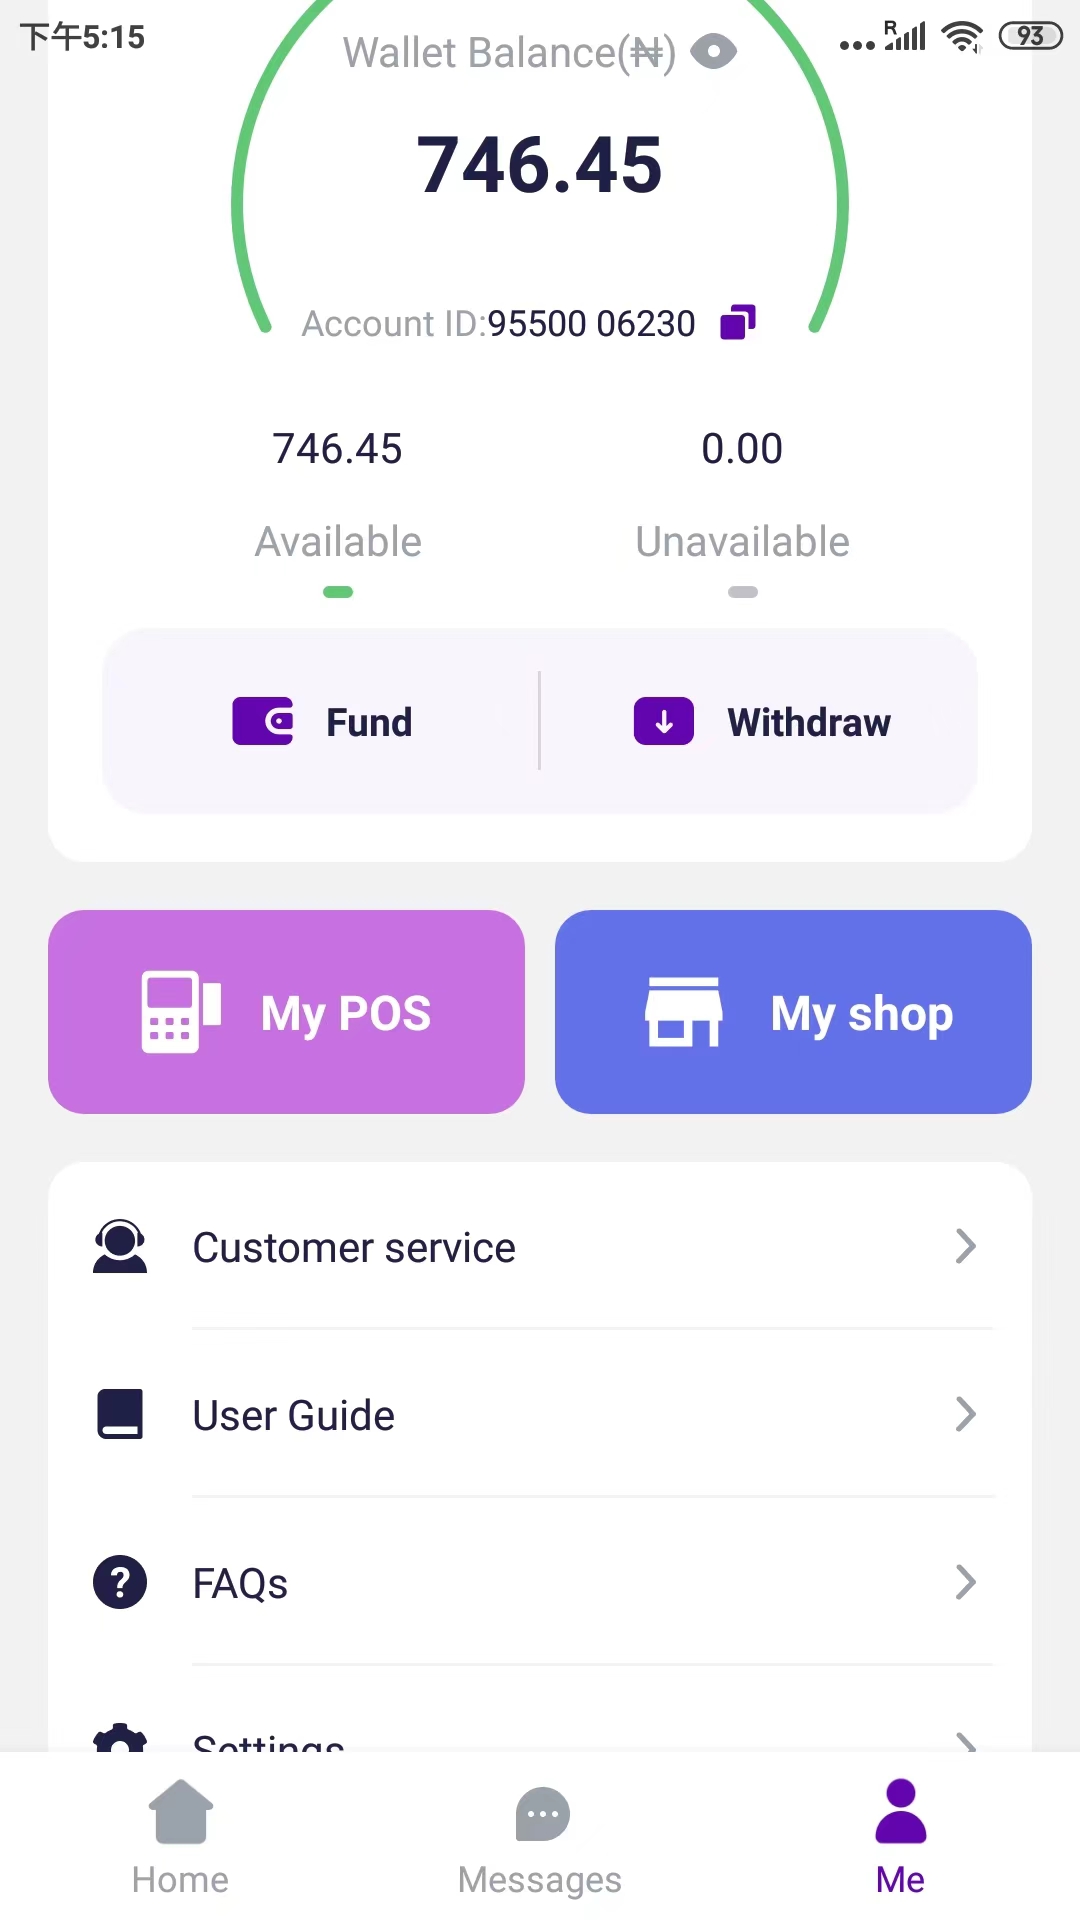 下午5:15
R
93
Wallet Balance(₦)
746.45
Account ID:95500 06230
746.45 0.00
Available Unavailable
Fund Withdraw
My POS My shop
Customer service
User Guide
FAQs
Settings
Home Messages Me